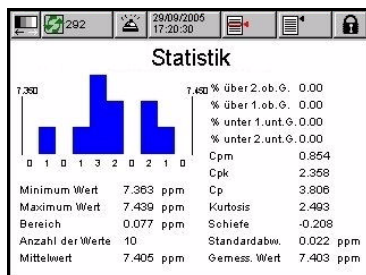 292
29/09/2005
17:20:30
Statistik
7.350 7.450
0 1 0 1 3 2 0 2 1 0
% über 2.ob.G. 0.00
% über 1.ob.G. 0.00
% unter 1.unt.G. 0.00
% unter 2.unt.G. 0.00
Cpm 0.854
Cpk 2.358
Cp 3.806
Kurtosis 2.493
Schiefe -0.208
Standardabw. 0.022 ppm
Gemess. Wert 7.403 ppm
Minimum Wert 7.363 ppm
Maximum Wert 7.439 ppm
Bereich 0.077 ppm
Anzahl der Werte 10
Mittelwert 7.405 ppm